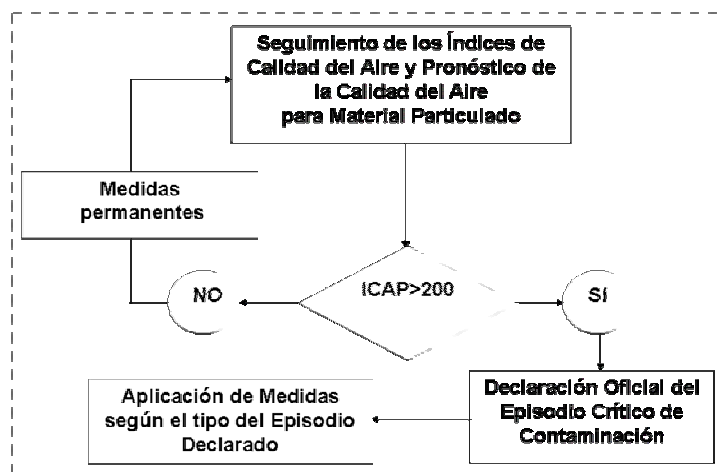 Seguimiento de los Índices de
Calidad del Aire y Pronóstico de
la Calidad del Aire
para Material Particulado
Medidas
permanentes
ICAP>200
NO
SÍ
Declaración Oficial del
Episodio Crítico de
Contaminación
Aplicación de Medidas
según el tipo del Episodio
Declarado